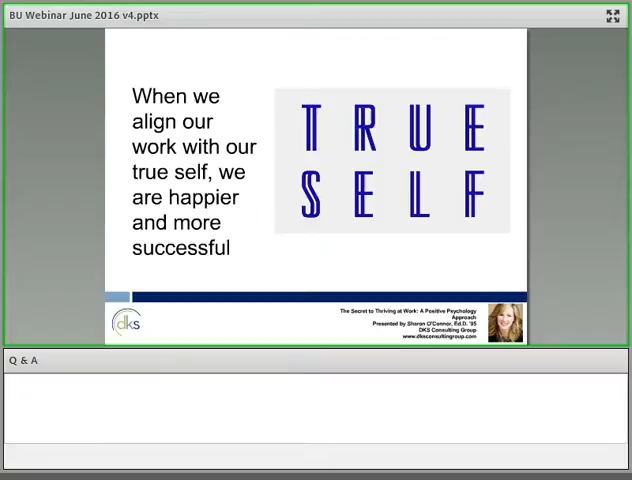 BU Webinar June 2016 v4.pptx
When we
align our
work with our
true self, we
are happier
and more
successful
TRUE
SELF
dks
The Secret to Thriving at Work: A Positive Psychology
Approach
Presented by Sharon O'Connor, Ed.D. '95
DKS Consulting Group
www.dksconsultinggroup.com
Q & A